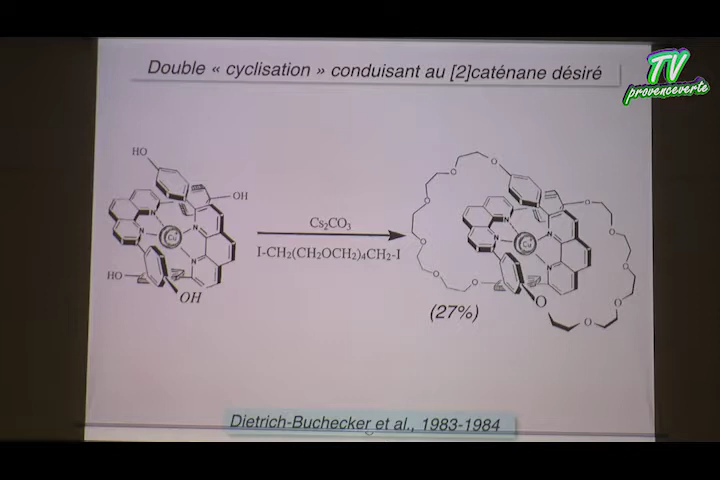 Double « cyclisation » conduisant au [2]caténane désiré
TV
provenceverte
HO
OH
N
N
N
N
Cu
HO
OH
Cs₂CO₃
I-CH₂(CH₂OCH₂)₄CH₂-I
O
O
O
O
O
O
O
O
O
O
N
N
N
N
Cu
(27%)
Dietrich-Buchecker et al., 1983-1984